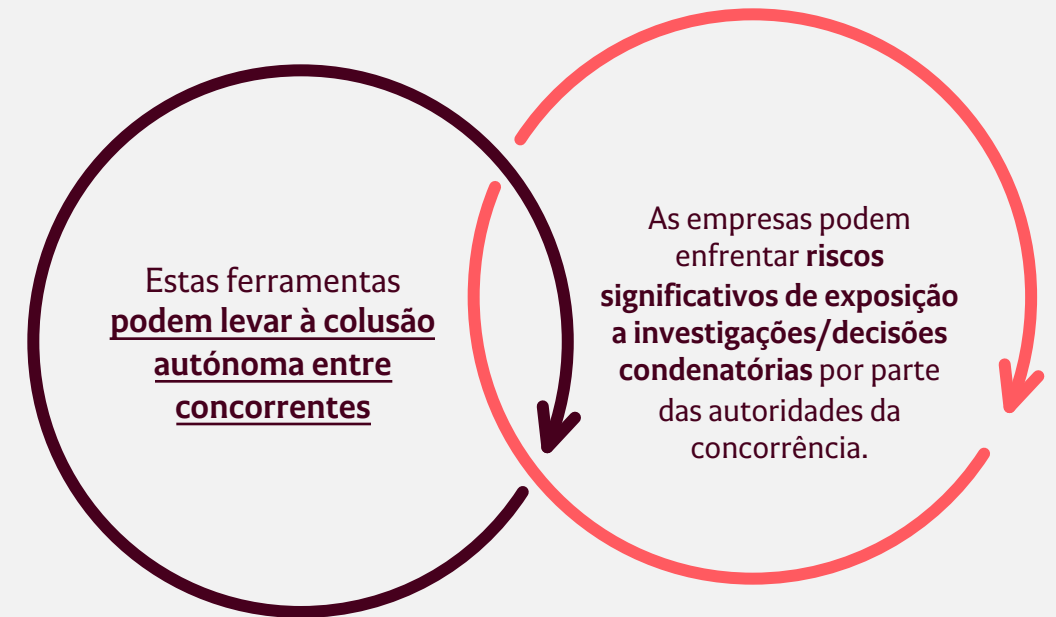 Estas ferramentas
podem levar à colusão
autónoma entre
concorrentes
As empresas podem
enfrentar riscos
significativos de exposição
a investigações/decisões
condenatórias por parte
das autoridades da
concorrência.